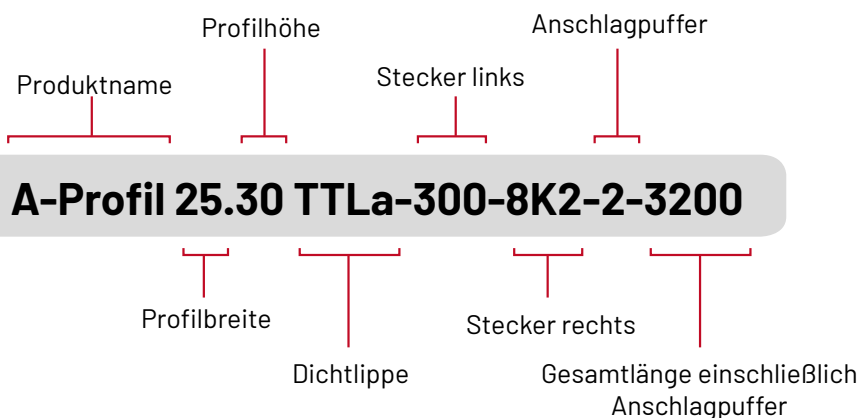 Profilhöhe
Anschlagpuffer
Produktname
Stecker links
A-Profil 25.30 TTLa-300-8K2-2-3200
Profilbreite
Stecker rechts
Dichtlippe
Gesamtlänge einschließlich
Anschlagpuffer